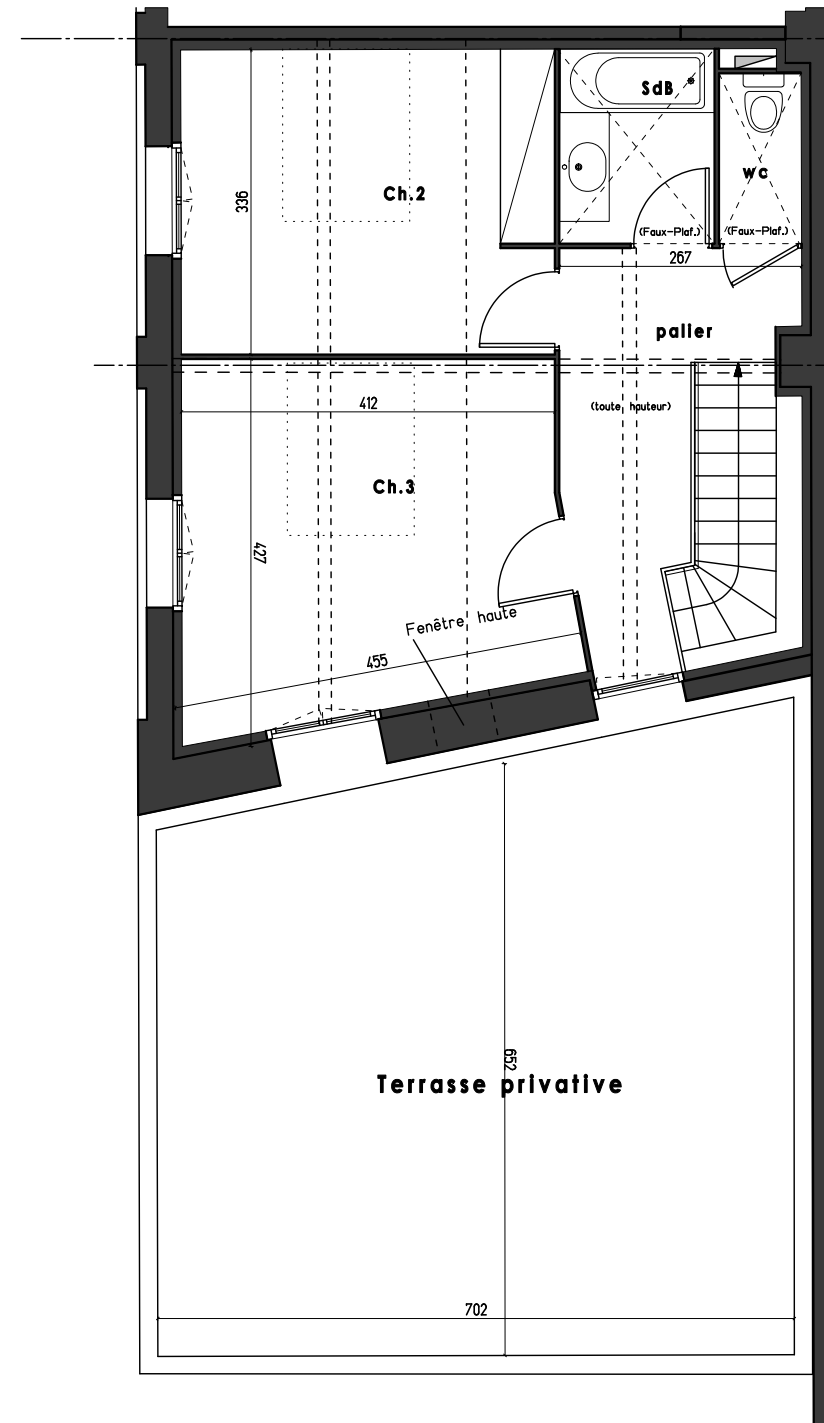 SdB
wc
Ch.2
336
(Faux-Plaf.)
(Faux-Plaf.)
267
palier
412
(toute hauteur)
Ch.3
427
Fenêtre haute
455
652
Terrasse privative
702